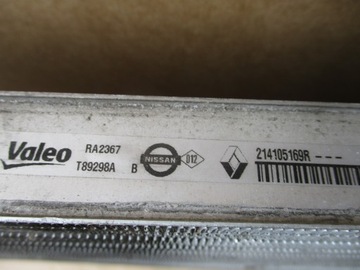 Valeo
RA2367
T89298A B
NISSAN
D12
214105169R ---